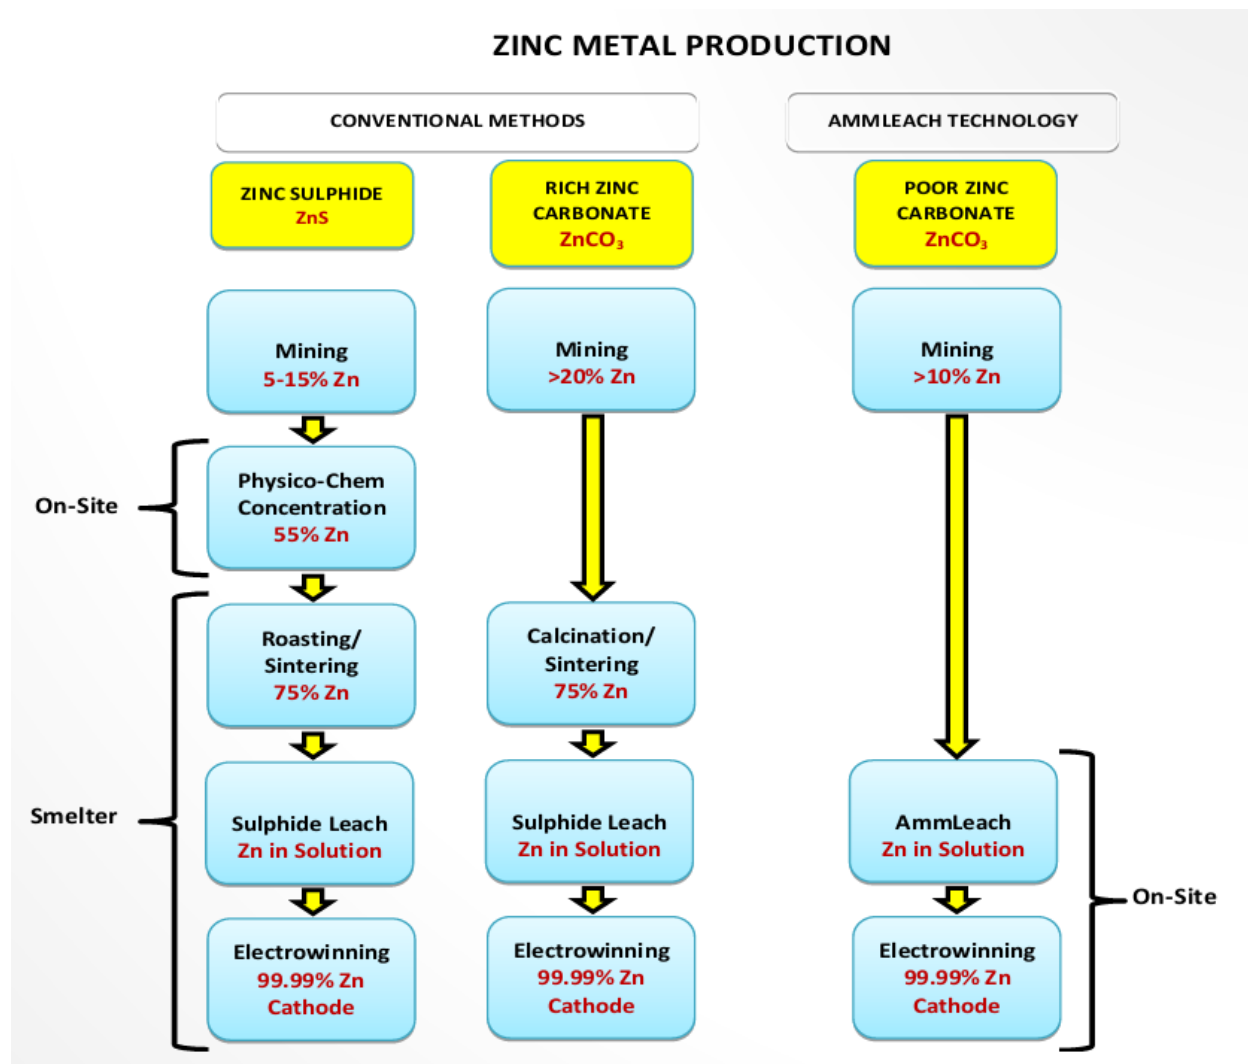 ZINC METAL PRODUCTION
CONVENTIONAL METHODS
AMMLEACH TECHNOLOGY
ZINC SULPHIDE
ZnS
RICH ZINC
CARBONATE
ZnCO₃
POOR ZINC
CARBONATE
ZnCO₃
Mining
5-15% Zn
Mining
>20% Zn
Mining
>10% Zn
On-Site
Physico-Chem
Concentration
55% Zn
Smelter
Roasting/
Sintering
75% Zn
Calcination/
Sintering
75% Zn
Sulphide Leach
Zn in Solution
Sulphide Leach
Zn in Solution
AmmLeach
Zn in Solution
On-Site
Electrowinning
99.99% Zn
Cathode
Electrowinning
99.99% Zn
Cathode
Electrowinning
99.99% Zn
Cathode